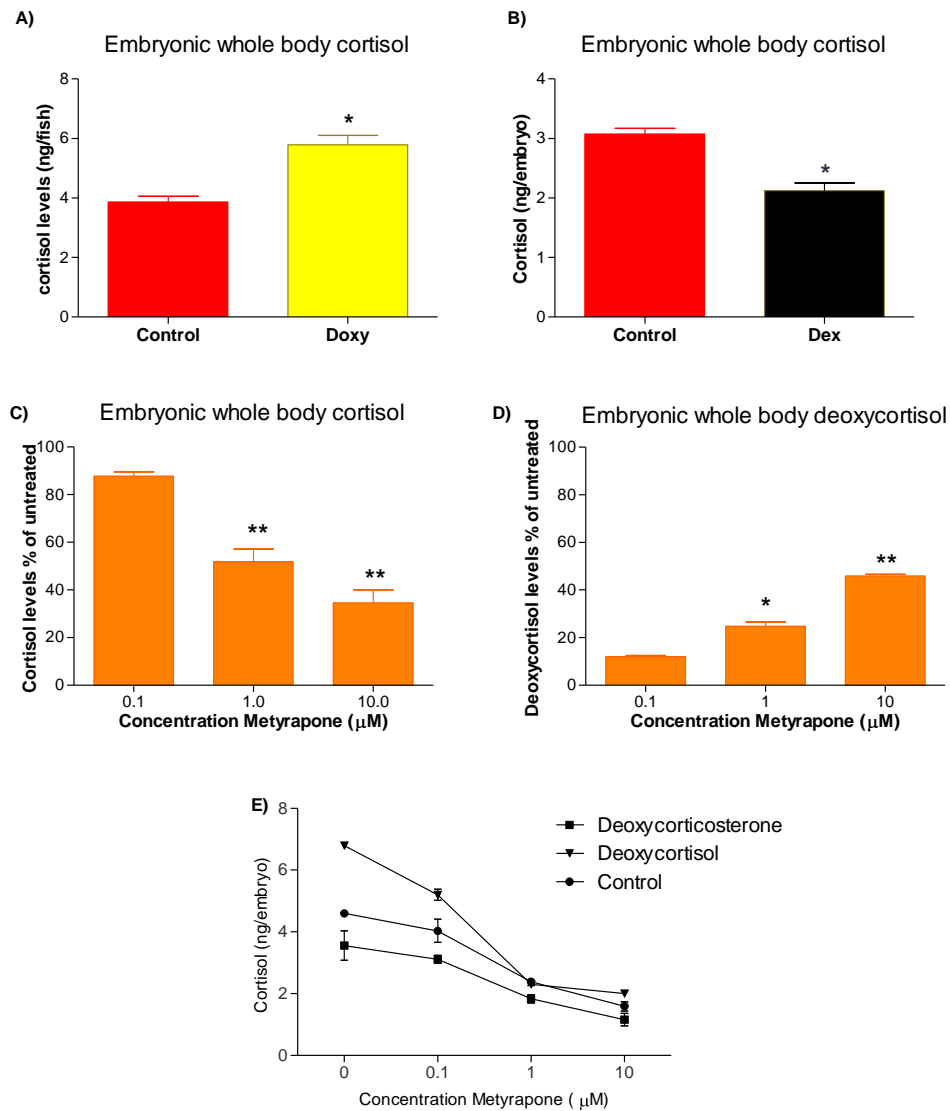 A)
Embryonic whole body cortisol
cortisol levels (ng/fish)
8
6
4
2
0
*
Control
Doxy
B)
Embryonic whole body cortisol
Cortisol (ng/embryo)
4
3
2
1
0
*
Control
Dex
C)
Embryonic whole body cortisol
Cortisol levels % of untreated
100
80
60
40
20
0
**
**
0.1
1.0
10.0
Concentration Metyrapone (μM)
D)
Embryonic whole body deoxycortisol
Deoxycortisol levels % of untreated
100
80
60
40
20
0
*
**
0.1
1
10
Concentration Metyrapone (μM)
E)
Cortisol (ng/embryo)
8
6
4
2
0
Deoxycorticosterone
Deoxycortisol
Control
0
0.1
1
10
Concentration Metyrapone ( μM)